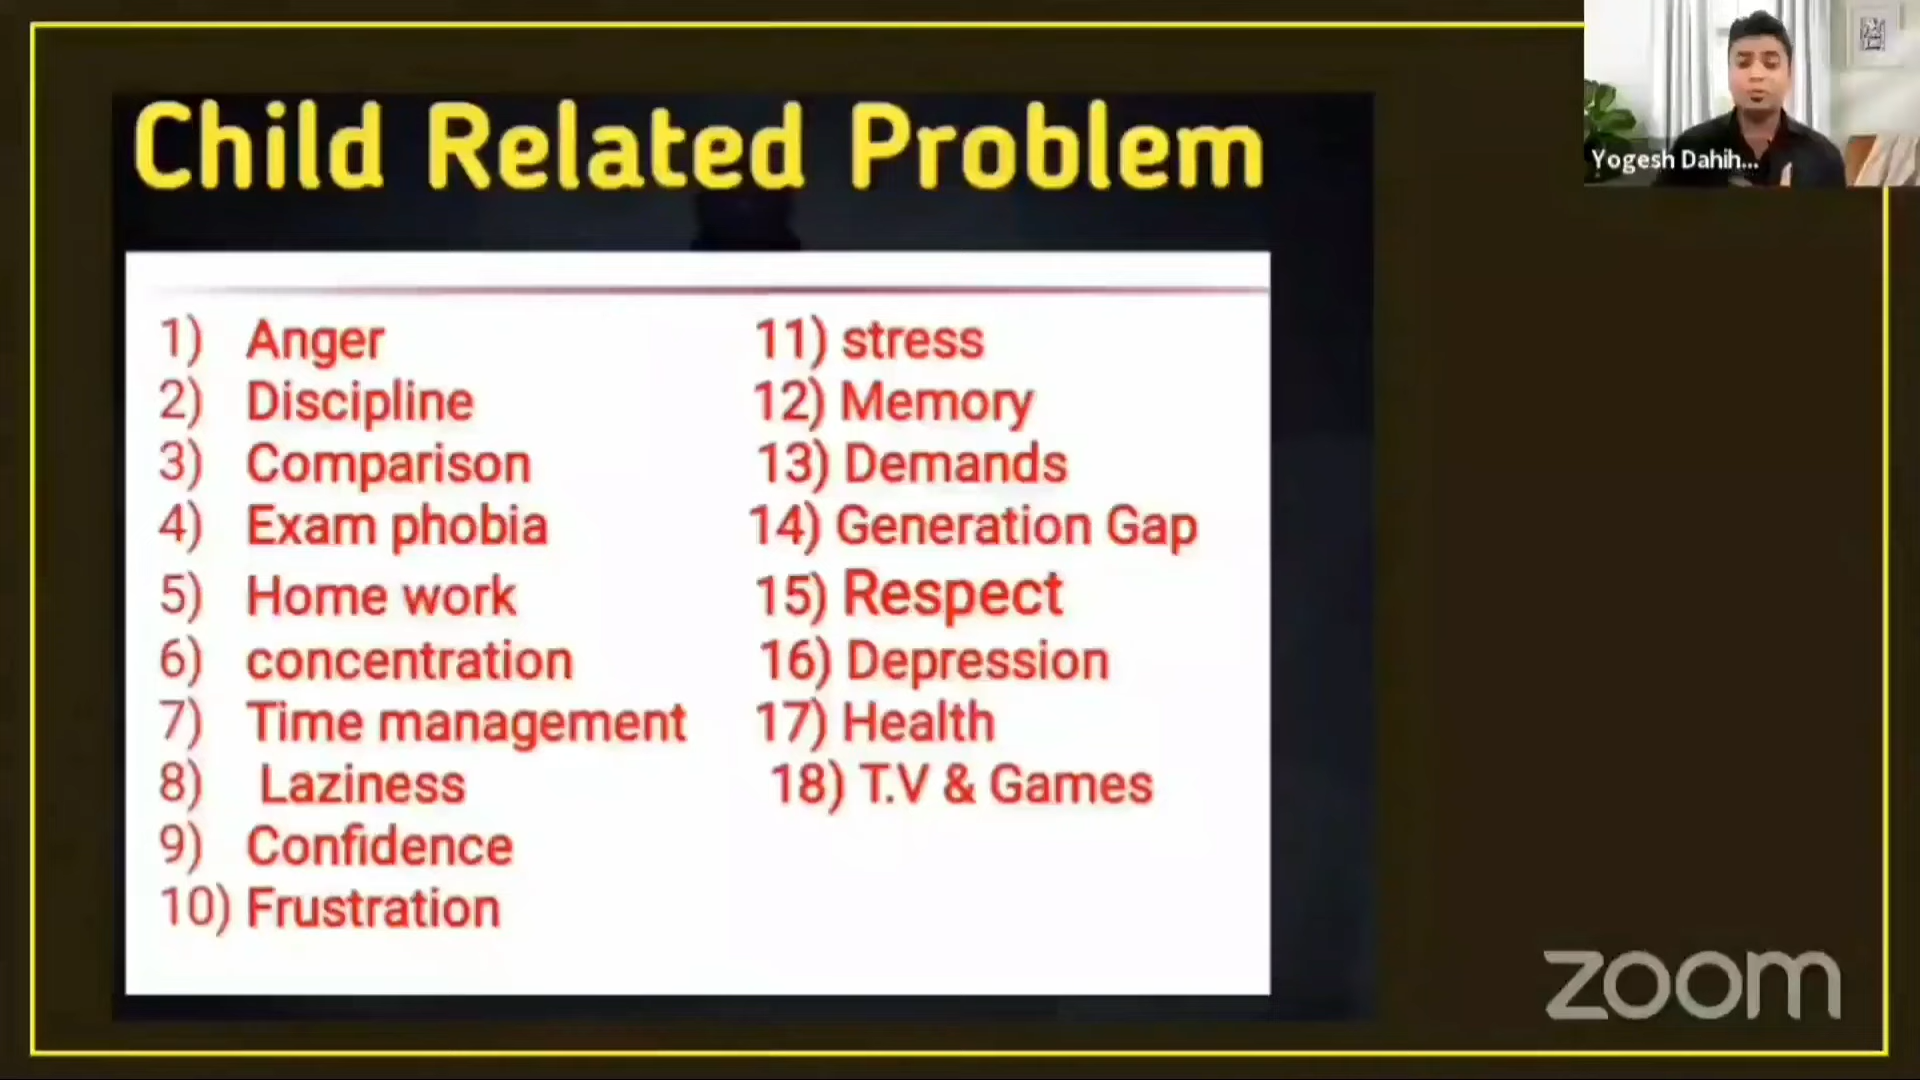 Child Related Problem
1) Anger
2) Discipline
3) Comparison
4) Exam phobia
5) Home work
6) concentration
7) Time management
8) Laziness
9) Confidence
10) Frustration
11) stress
12) Memory
13) Demands
14) Generation Gap
15) Respect
16) Depression
17) Health
18) T.V & Games
Yogesh Dahih...
zoom